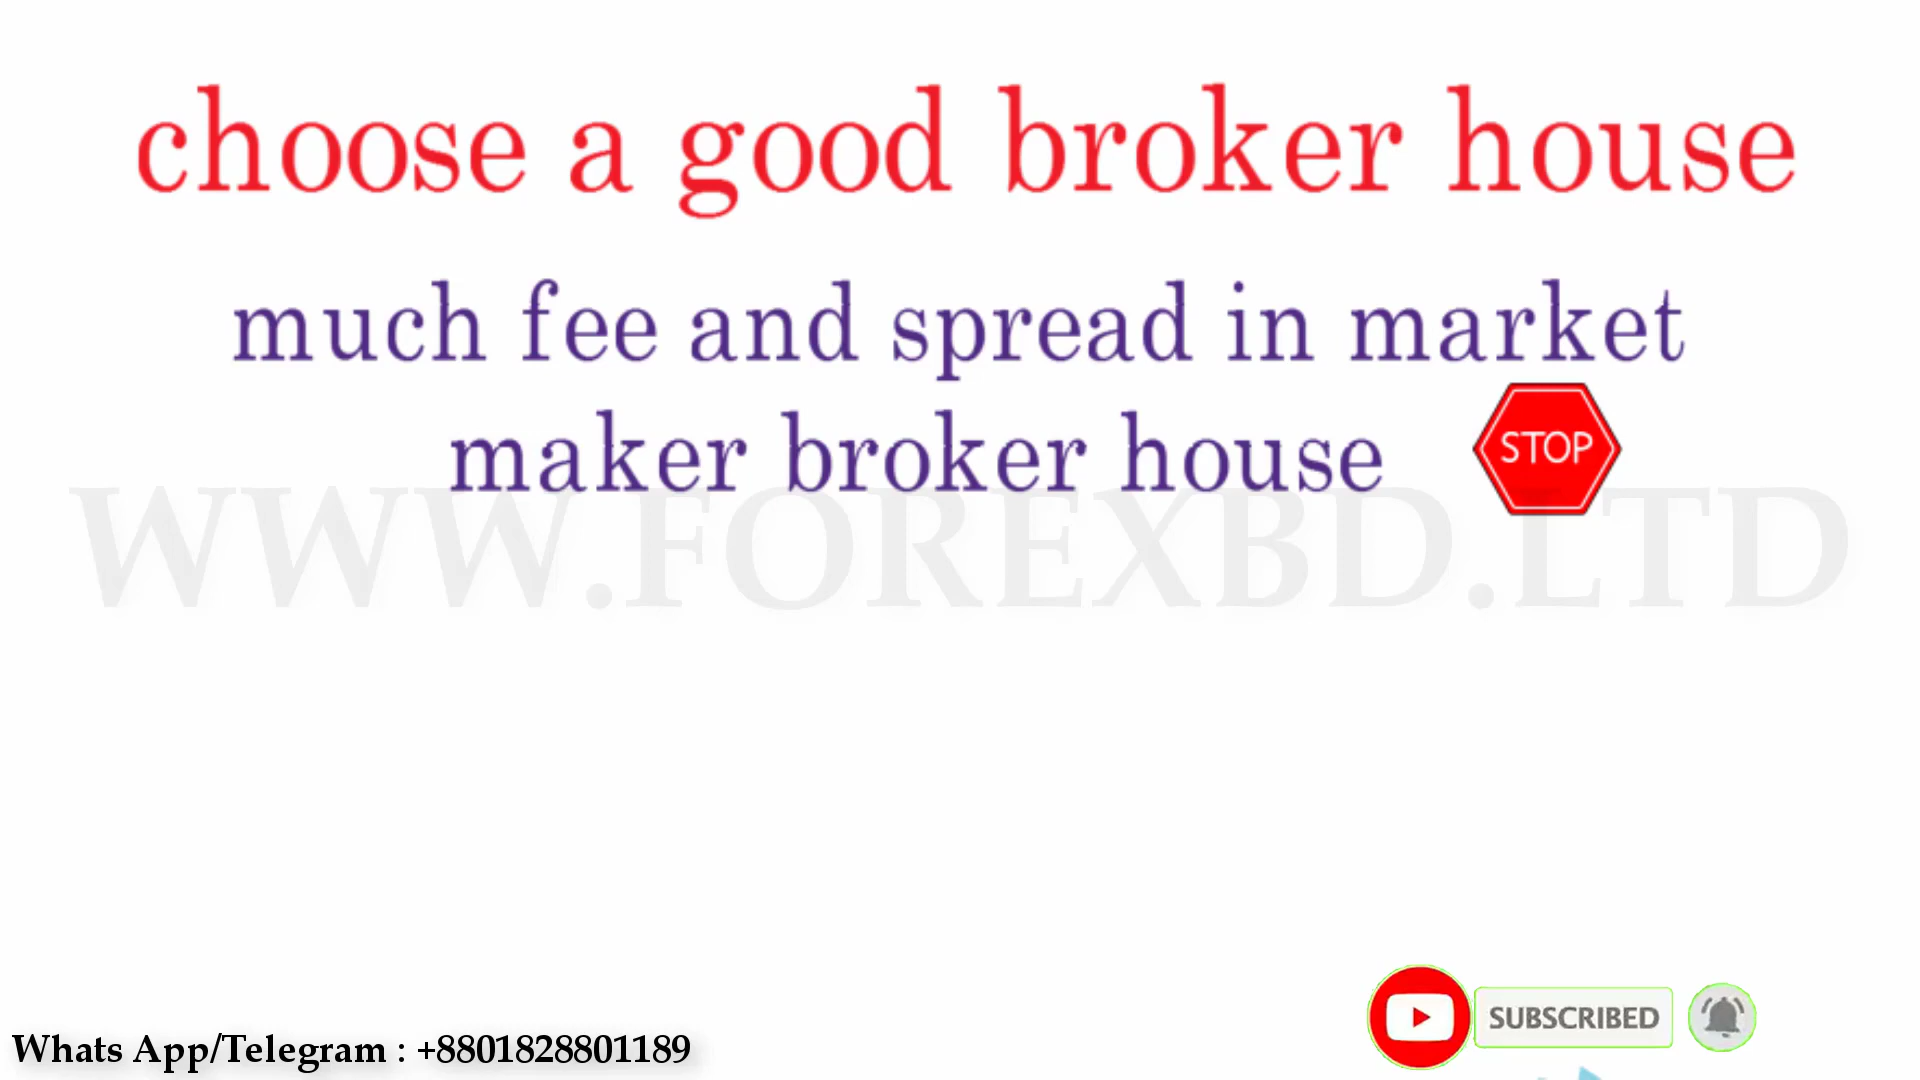 choose a good broker house
much fee and spread in market
maker broker house
STOP
WWW.FOREXBD.LTD
SUBSCRIBED
Whats App/Telegram : +8801828801189